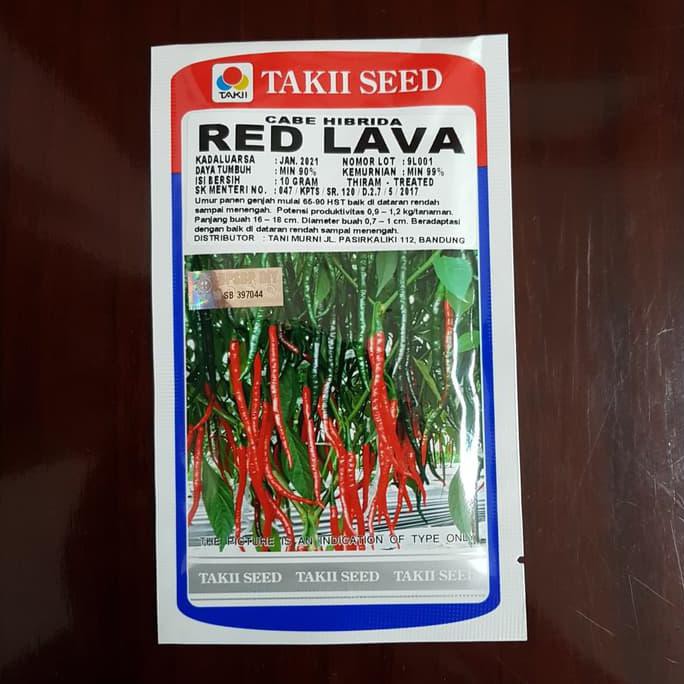 TAKII
TAKII SEED
CABE HIBRIDA
RED LAVA
KADALUARSA : JAN. 2021 NOMOR LOT : 9L001
DAYA TUMBUH : MIN 90% KEMURNIAN : MIN 99%
ISI BERSIH : 10 GRAM THIRAM - TREATED
SK MENTERI NO. : 047 / KPTS / SR. 120 / D.2.7 / 5 / 2017
Umur panen genjah mulai 65-90 HST baik di dataran rendah
sampai menengah. Potensi produktivitas 0,9 – 1,2 kg/tanaman.
Panjang buah 16 – 18 cm. Diameter buah 0,7 – 1 cm. Beradaptasi
dengan baik di dataran rendah sampai menengah.
DISTRIBUTOR : TANI MURNI JL. PASIRKALIKI 112, BANDUNG
SB 397044
THE PICTURE IS AN INDICATION OF TYPE ONLY
TAKII SEED TAKII SEED TAKII SEED